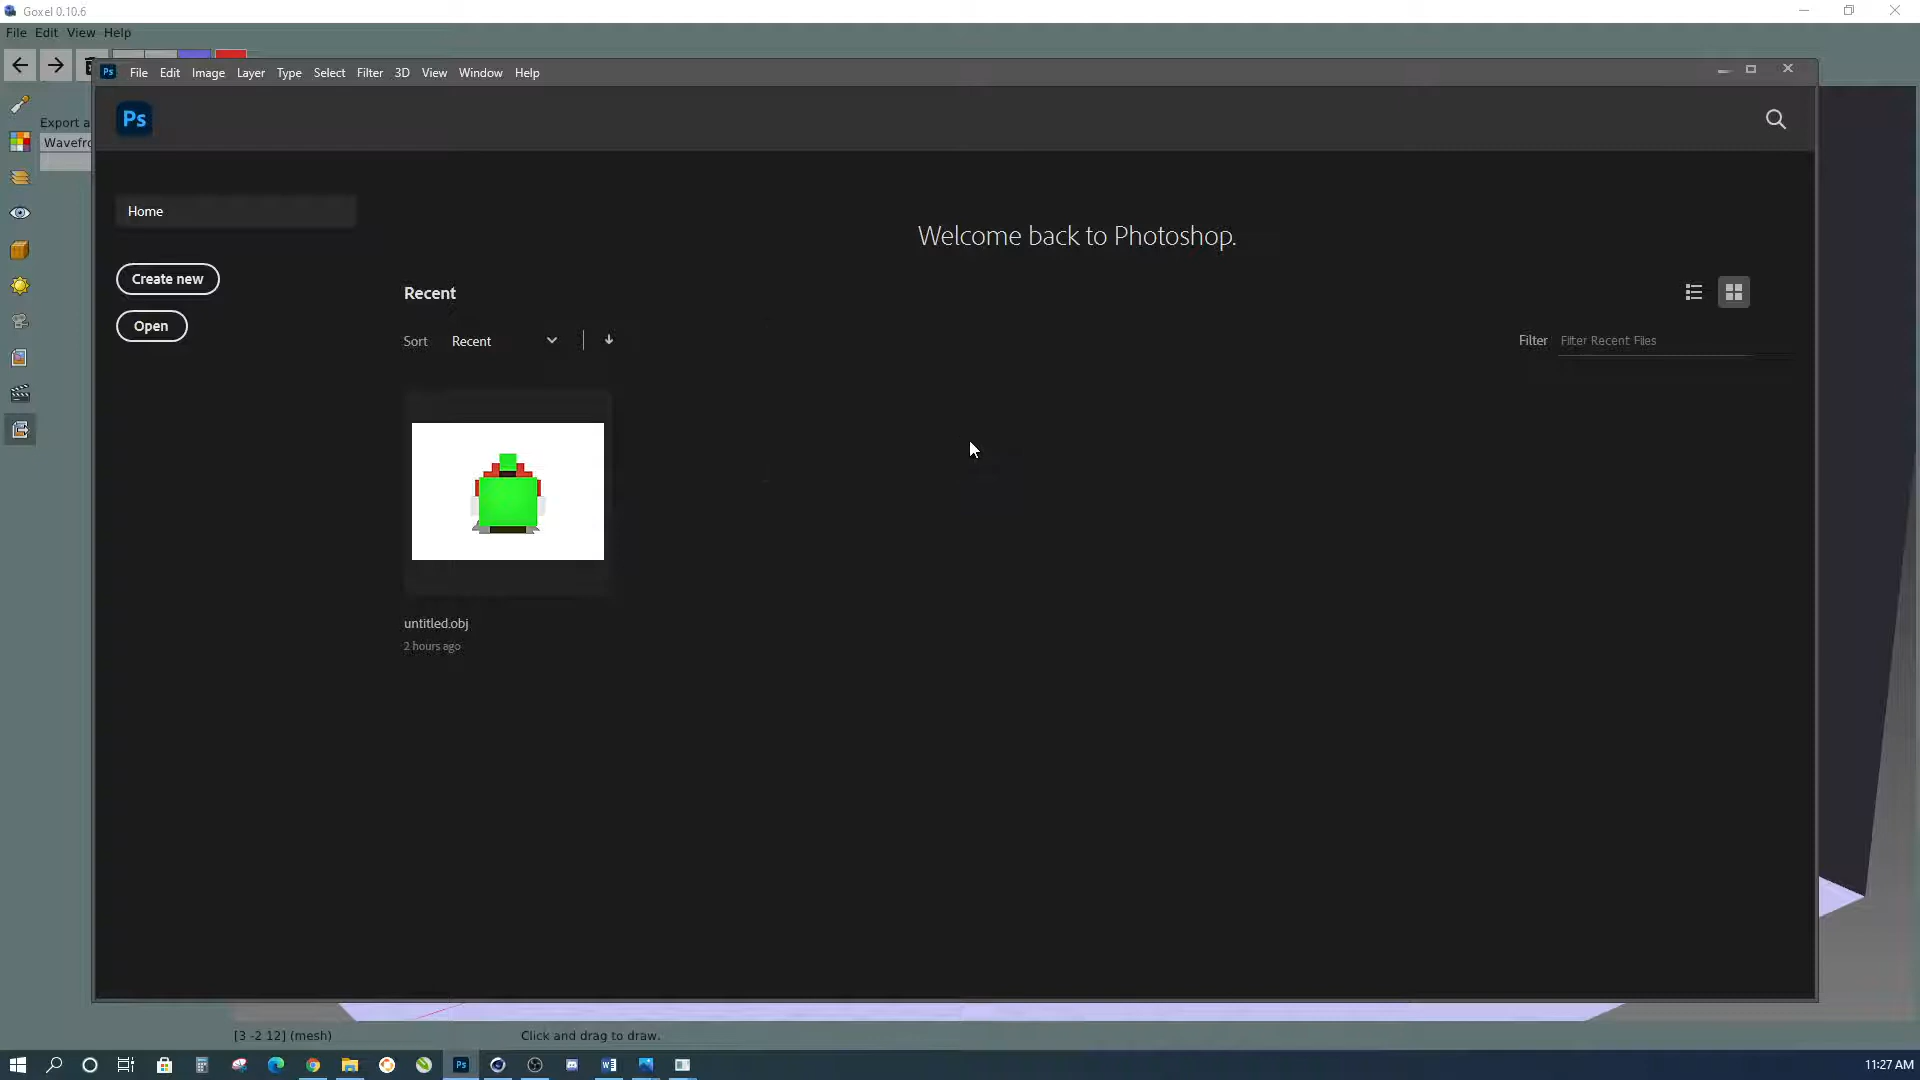 Goxel 0.10.6
File Edit View Help
Ps File Edit Image Layer Type Select Filter 3D View Window Help
Export a
Wavefro
Ps
Home
Welcome back to Photoshop.
Create new
Open
Recent
Sort Recent
Filter Filter Recent Files
untitled.obj
2 hours ago
[3 -2 12] (mesh) Click and drag to draw.
Ps
11:27 AM